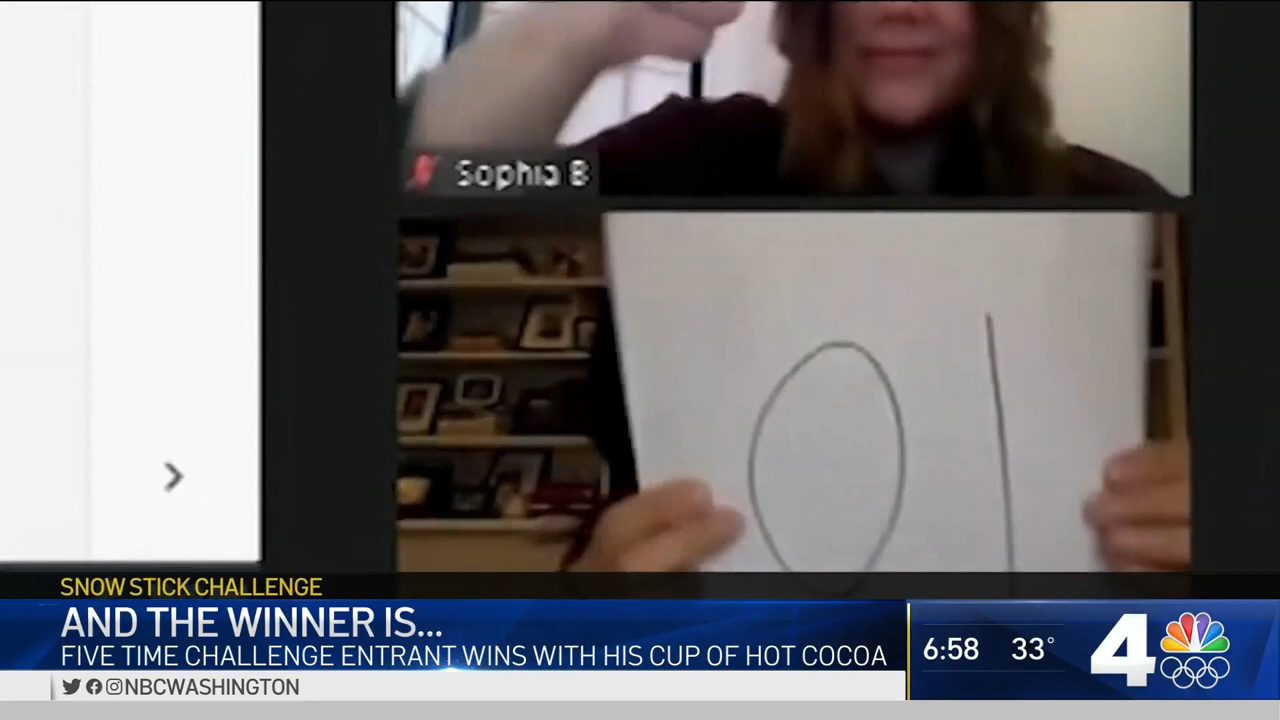 Sophia B
01
SNOW STICK CHALLENGE
AND THE WINNER IS...
FIVE TIME CHALLENGE ENTRANT WINS WITH HIS CUP OF HOT COCOA
6:58 33°
4
@NBCWASHINGTON